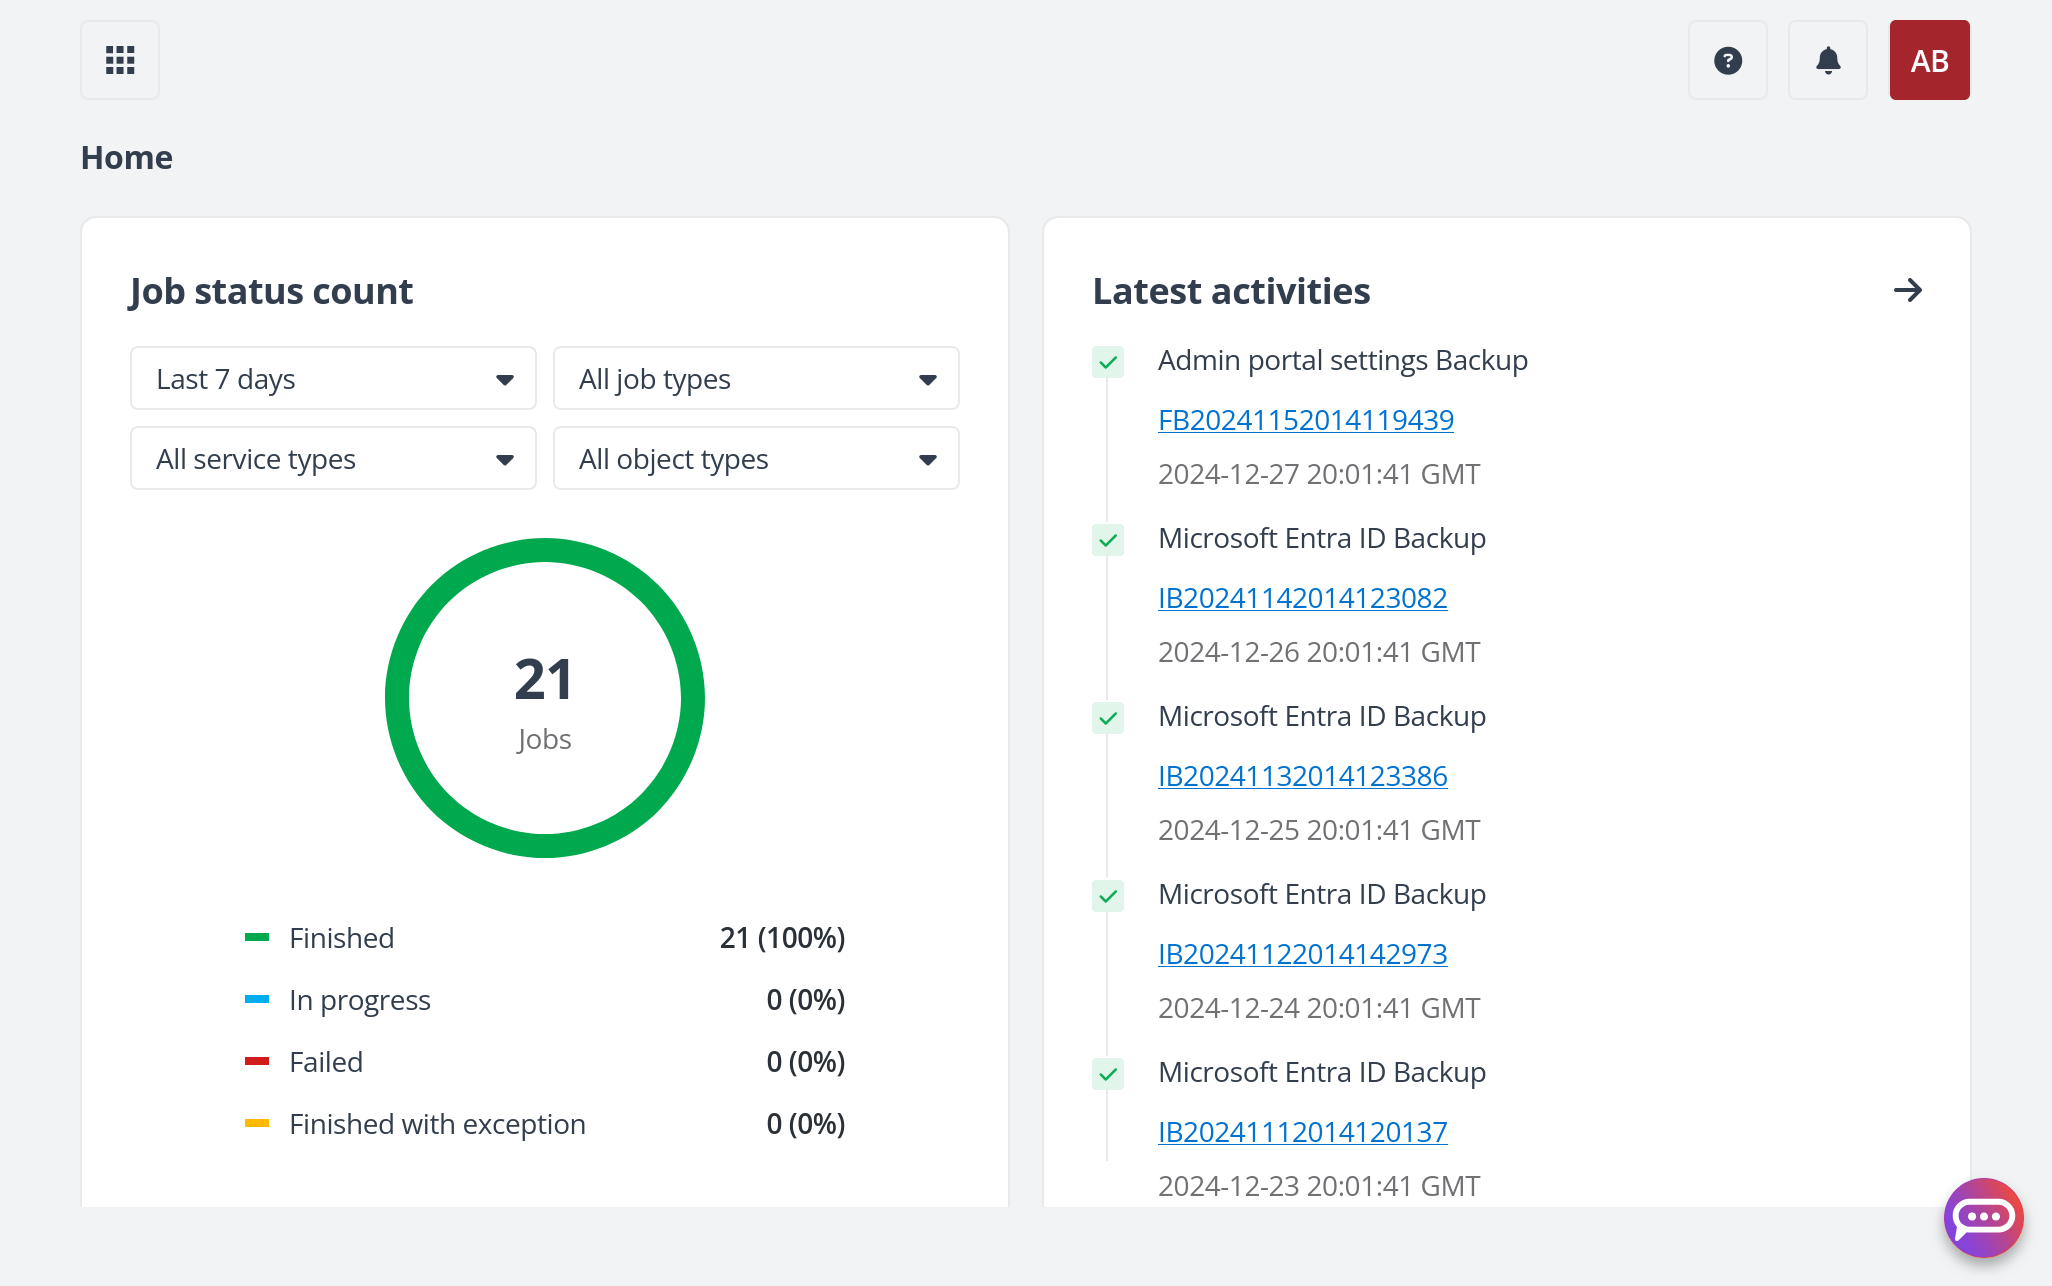 AB
Home
Job status count
Last 7 days
All job types
All service types
All object types
21
Jobs
Finished 21 (100%)
In progress 0 (0%)
Failed 0 (0%)
Finished with exception 0 (0%)
Latest activities
Admin portal settings Backup
FB20241152014119439
2024-12-27 20:01:41 GMT
Microsoft Entra ID Backup
IB20241142014123082
2024-12-26 20:01:41 GMT
Microsoft Entra ID Backup
IB20241132014123386
2024-12-25 20:01:41 GMT
Microsoft Entra ID Backup
IB20241122014142973
2024-12-24 20:01:41 GMT
Microsoft Entra ID Backup
IB20241112014120137
2024-12-23 20:01:41 GMT